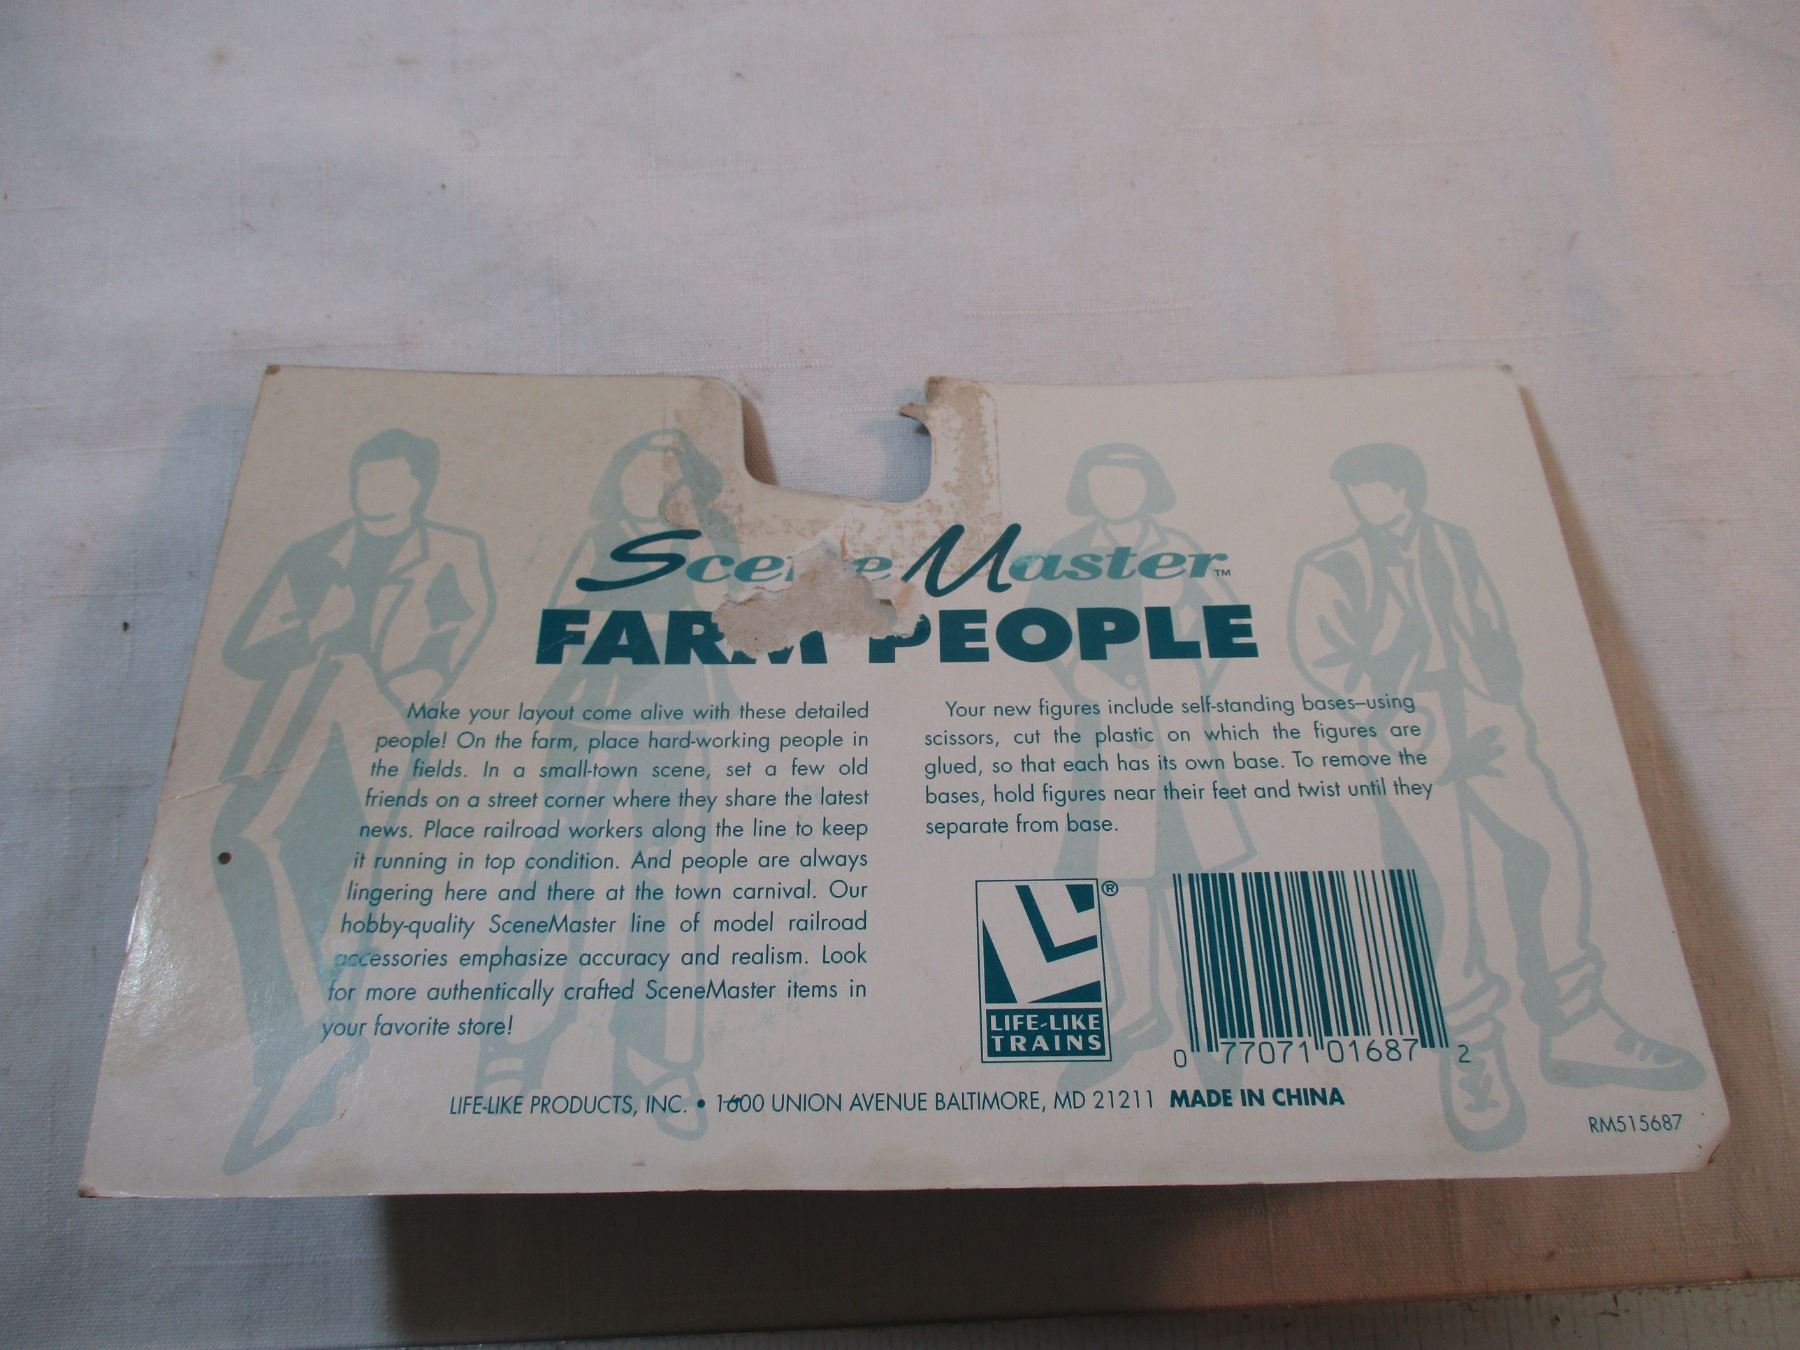 Scene Master™
FARM PEOPLE
Make your layout come alive with these detailed
people! On the farm, place hard-working people in
the fields. In a small-town scene, set a few old
friends on a street corner where they share the latest
news. Place railroad workers along the line to keep
it running in top condition. And people are always
lingering here and there at the town carnival. Our
hobby-quality SceneMaster line of model railroad
accessories emphasize accuracy and realism. Look
for more authentically crafted SceneMaster items in
your favorite store!
Your new figures include self-standing bases–using
scissors, cut the plastic on which the figures are
glued, so that each has its own base. To remove the
bases, hold figures near their feet and twist until they
separate from base.
®
LIFE-LIKE
TRAINS
0 77071 01687 2
LIFE-LIKE PRODUCTS, INC. • 1600 UNION AVENUE BALTIMORE, MD 21211 MADE IN CHINA
RM515687